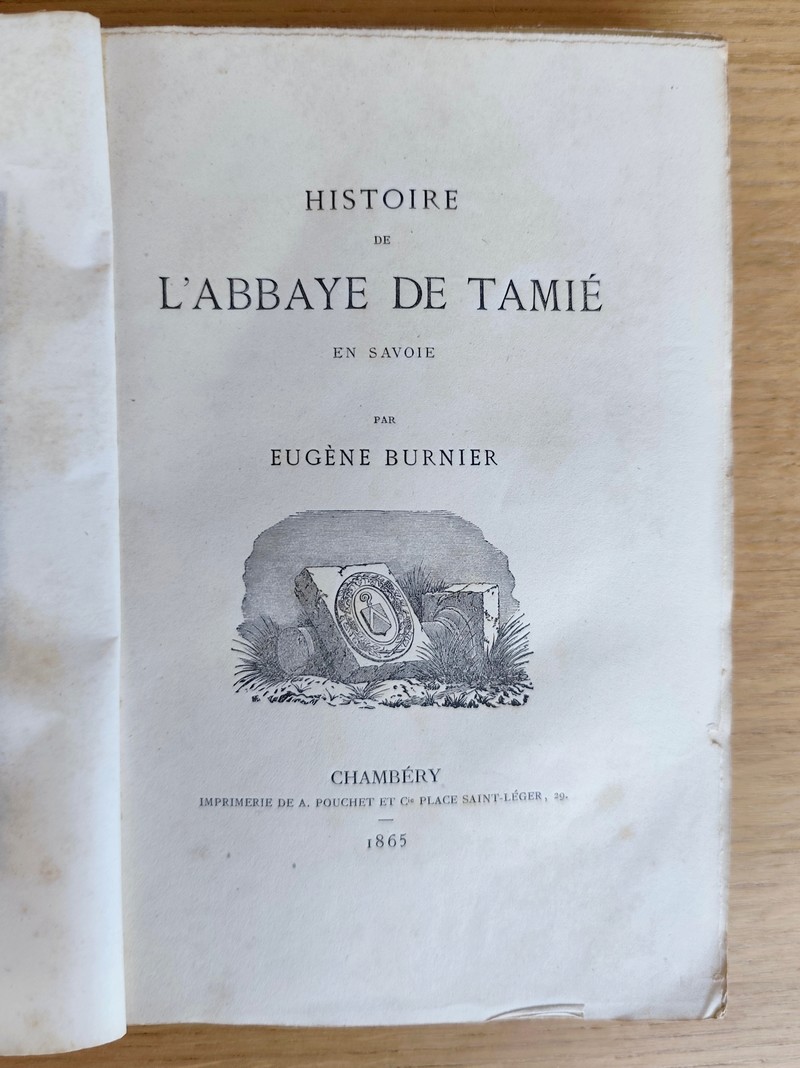 HISTOIRE
DE
L'ABBAYE DE TAMIÉ
EN SAVOIE
PAR
EUGÈNE BURNIER
CHAMBÉRY
IMPRIMERIE DE A. POUCHET ET Cie PLACE SAINT-LÉGER, 29.
1865